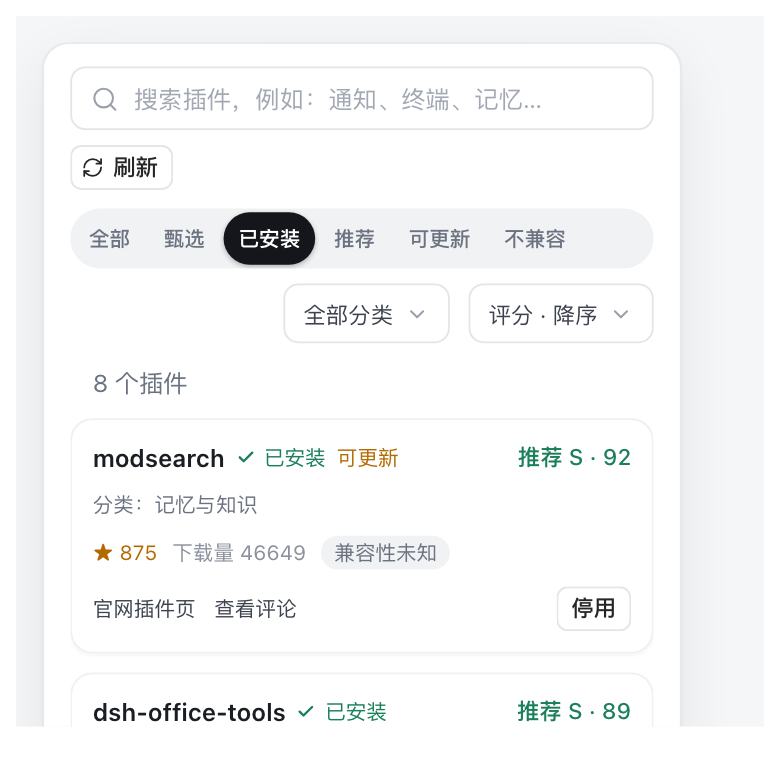 搜索插件，例如：通知、终端、记忆...
刷新
全部 甄选 已安装 推荐 可更新 不兼容
全部分类 评分 · 降序
8 个插件
modsearch 已安装 可更新 推荐 S · 92
分类：记忆与知识
★ 875 下载量 46649 兼容性未知
官网插件页 查看评论 停用
dsh-office-tools 已安装 推荐 S · 89